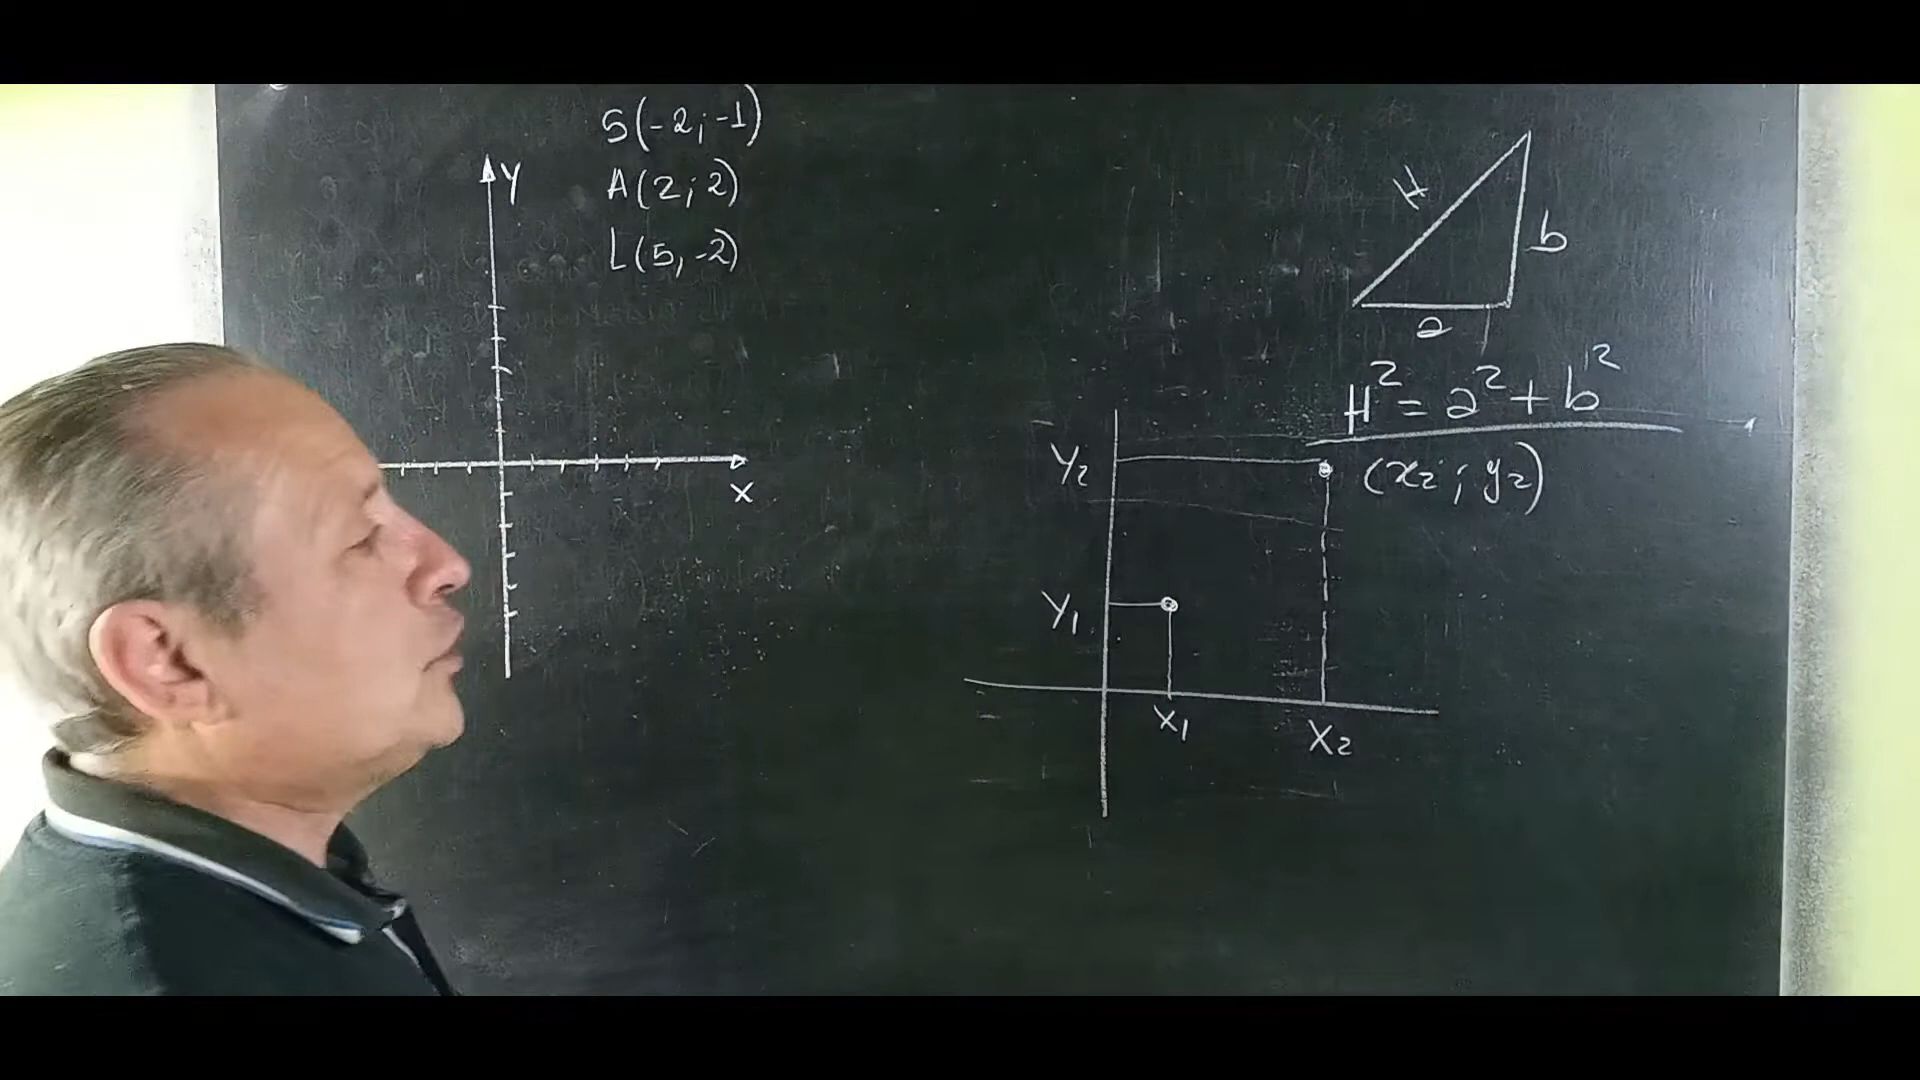 S(-2;-1)
A(2;2)
L(5,-2)
Y
X
H
b
a
H²=a²+b²
Y₂
(x₂;y₂)
Y₁
X₁
X₂